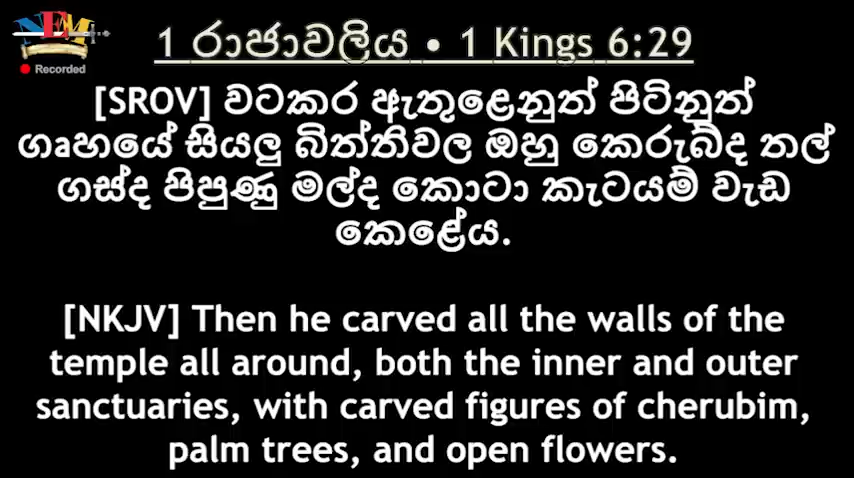 NEM
Recorded
1 රාජාවලිය • 1 Kings 6:29
[SROV] වටකර ඇතුළෙනුත් පිටිනුත්
ගෘහයේ සියලු බිත්තිවල ඔහු කෙරුබ්ද තල්
ගස්ද පිපුණු මල්ද කොටා කැටයම් වැඩ
කෙළේය.
[NKJV] Then he carved all the walls of the
temple all around, both the inner and outer
sanctuaries, with carved figures of cherubim,
palm trees, and open flowers.